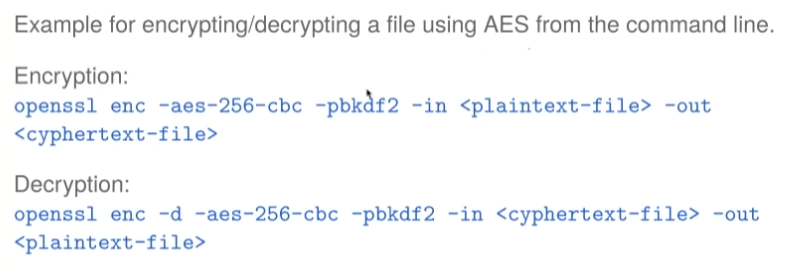 Example for encrypting/decrypting a file using AES from the command line.
Encryption:
openssl enc -aes-256-cbc -pbkdf2 -in <plaintext-file> -out
<cyphertext-file>
Decryption:
openssl enc -d -aes-256-cbc -pbkdf2 -in <cyphertext-file> -out
<plaintext-file>